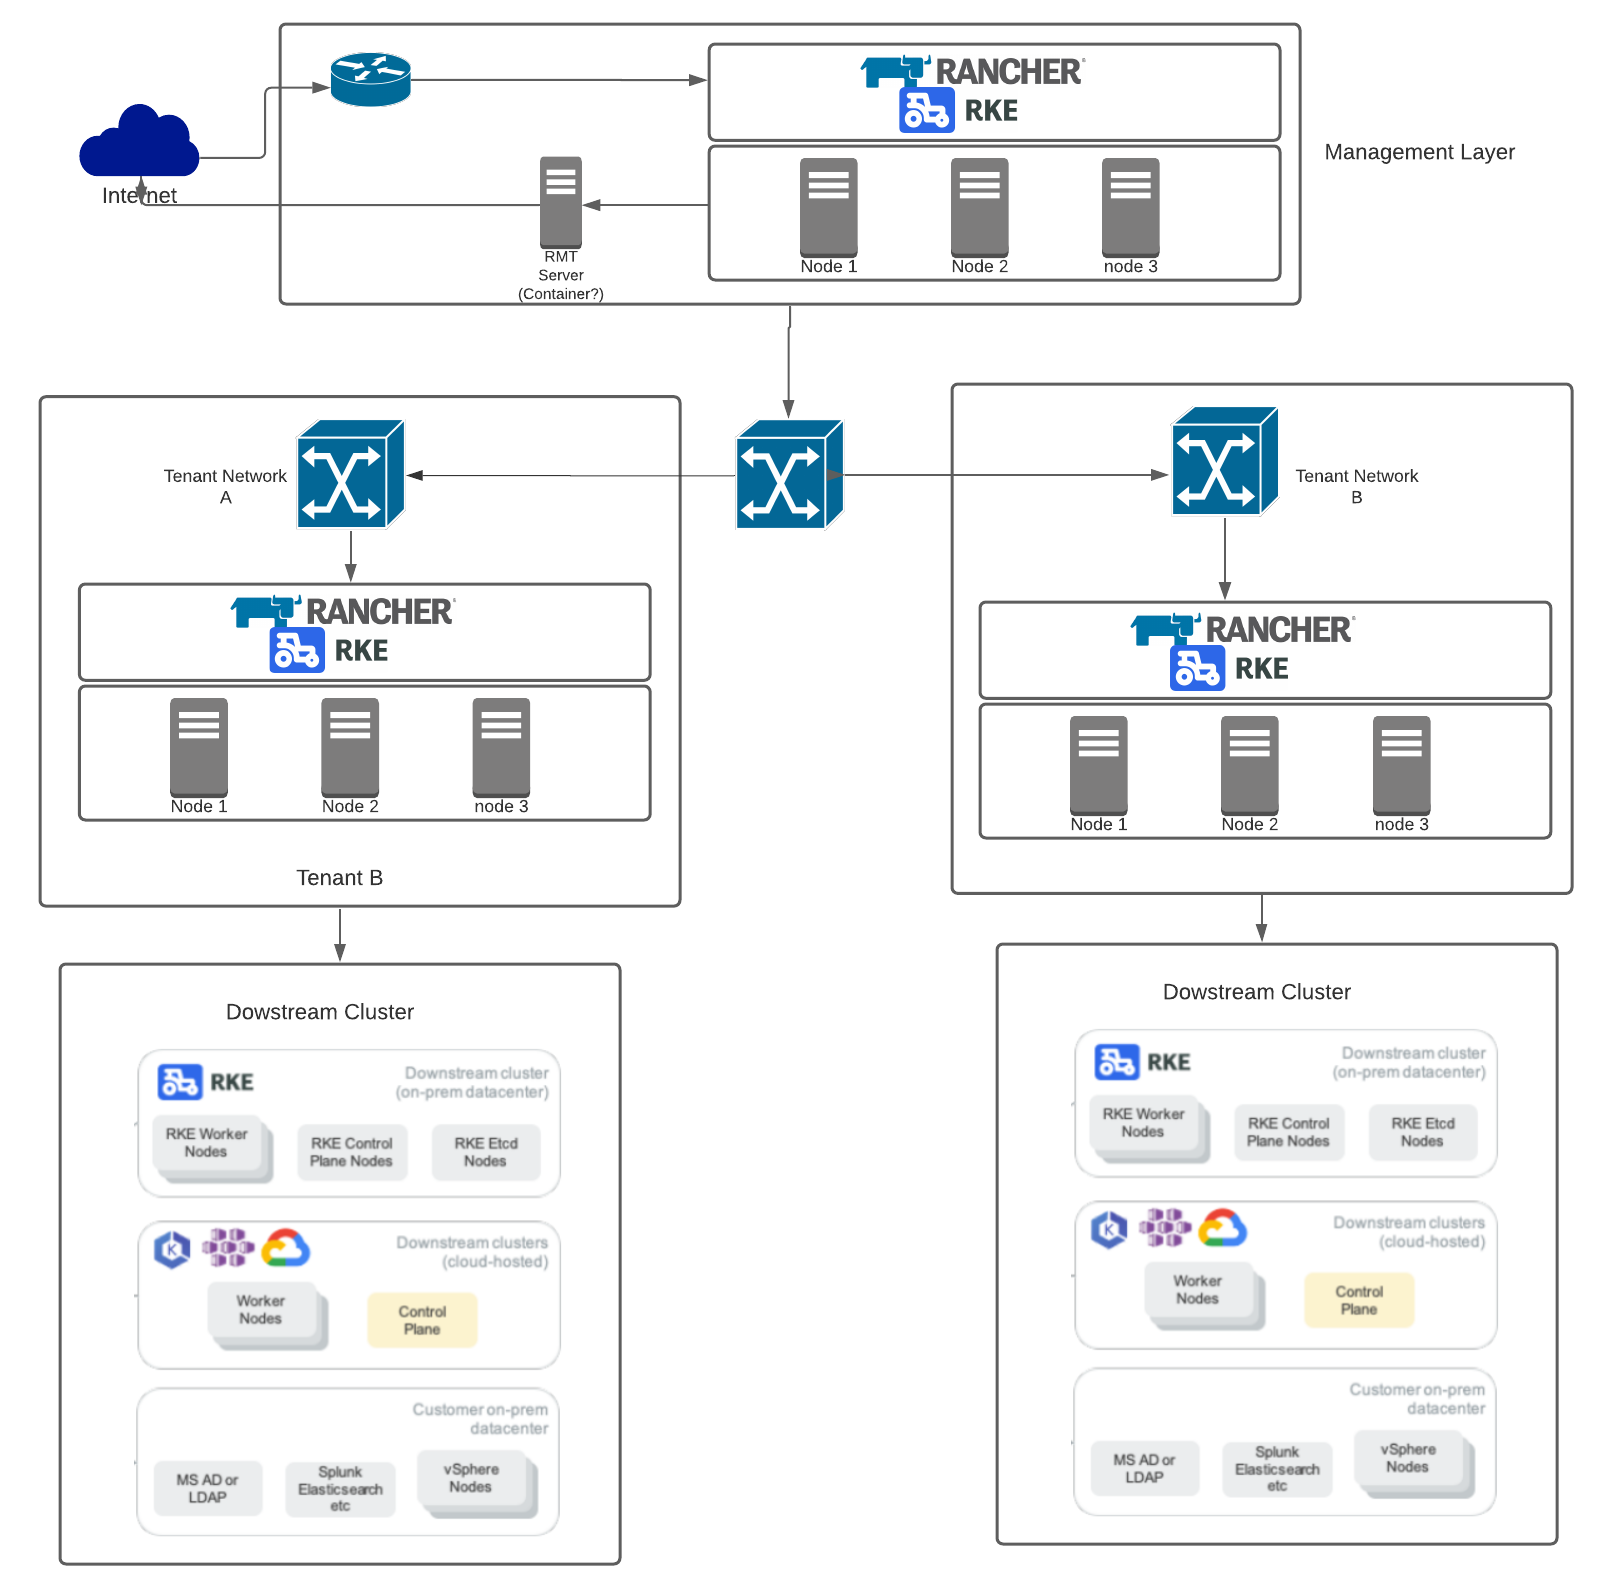 RANCHER®
RKE
Management Layer
Internet
RMT
Server
(Container?)
Node 1
Node 2
node 3
Tenant Network
A
Tenant Network
B
RANCHER®
RKE
Node 1
Node 2
node 3
Tenant B
RANCHER®
RKE
Node 1
Node 2
node 3
Dowstream Cluster
RKE
Downstream cluster
(on-prem datacenter)
RKE Worker
Nodes
RKE Control
Plane Nodes
RKE Etcd
Nodes
K
Downstream clusters
(cloud-hosted)
Worker
Nodes
Control
Plane
Customer on-prem
datacenter
MS AD or
LDAP
Splunk
Elasticsearch
etc
vSphere
Nodes
Dowstream Cluster
RKE
Downstream cluster
(on-prem datacenter)
RKE Worker
Nodes
RKE Control
Plane Nodes
RKE Etcd
Nodes
K
Downstream clusters
(cloud-hosted)
Worker
Nodes
Control
Plane
Customer on-prem
datacenter
MS AD or
LDAP
Splunk
Elasticsearch
etc
vSphere
Nodes